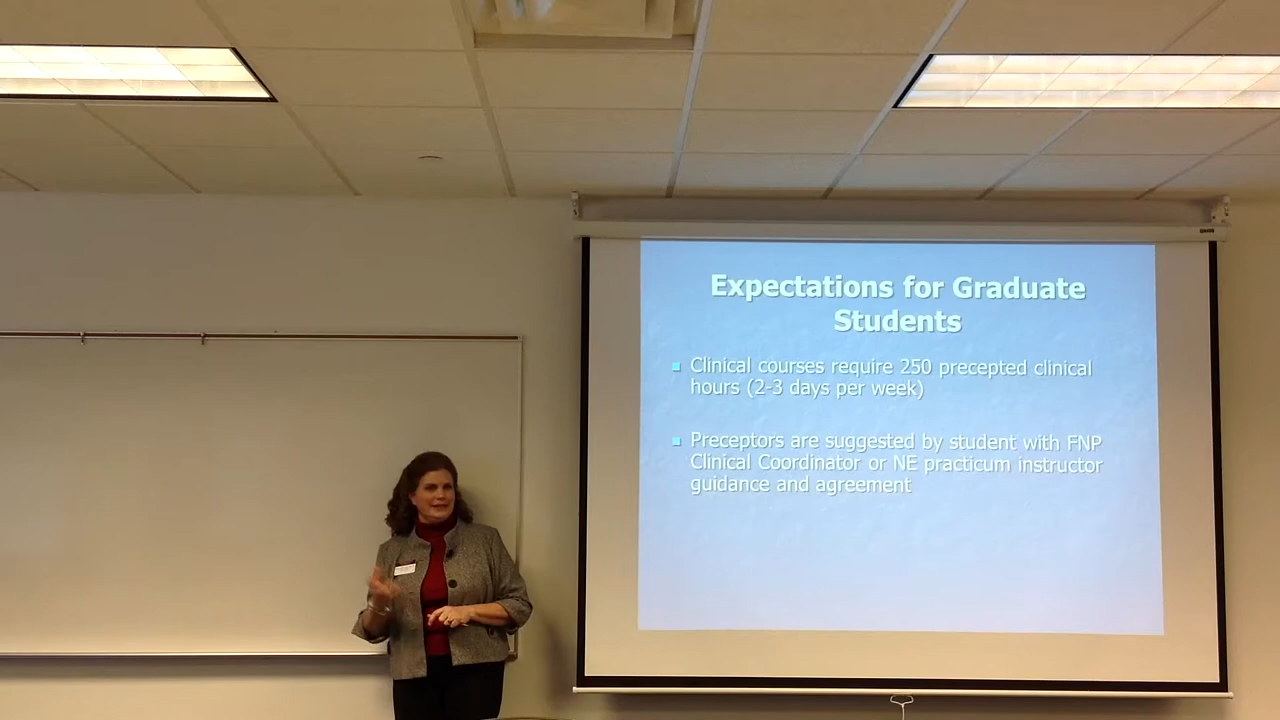 Expectations for Graduate
Students
Clinical courses require 250 precepted clinical
hours (2-3 days per week)
Preceptors are suggested by student with FNP
Clinical Coordinator or NE practicum instructor
guidance and agreement